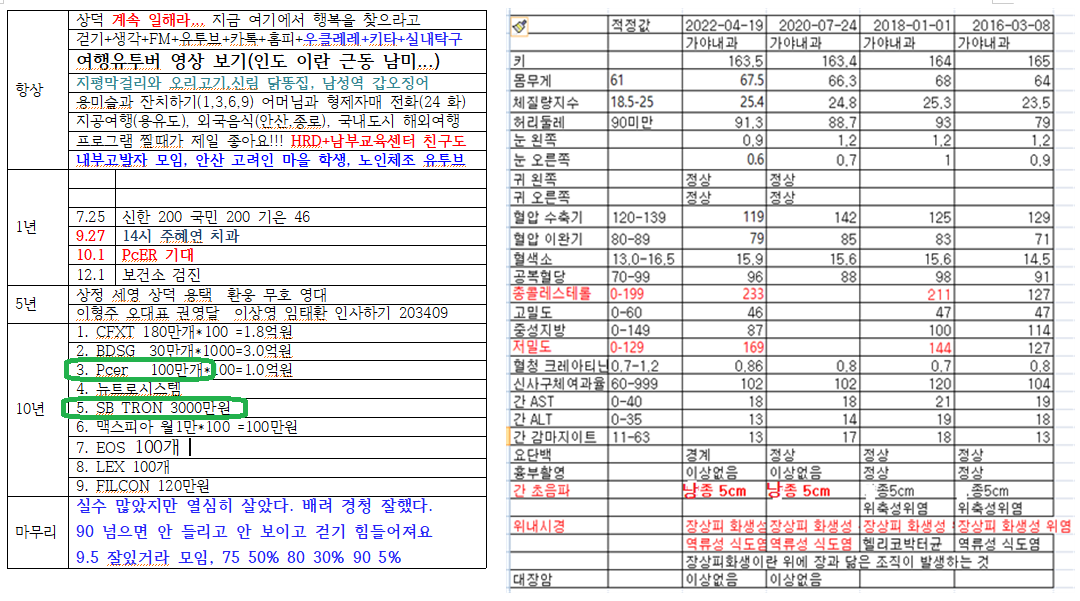 항상
상덕 계속 일해라,,, 지금 여기에서 행복을 찾으라고
걷기+생각+FM+유투브+카톡+홈피+우클레레+키타+실내탁구
여행유투버 영상 보기(인도 이란 근동 남미...)
지평막걸리와 오리고기,신림 닭똥집, 남성역 갑오징어
용미술과 잔치하기(1,3,6,9) 어머님과 형제자매 전화(24 화)
지공여행(용유도), 외국음식(안산,종로), 국내도시 해외여행
프로그램 짤때가 제일 좋아요!!! HRD+남부교육센터 친구도
내부고발자 모임, 안산 고려인 마을 학생, 노인체조 유투브
1년
7.25 신한 200 국민 200 기은 46
9.27 14시 주혜연 치과
10.1 PcER 기대
12.1 보건소 검진
5년
상정 세영 상덕 용택 환웅 무호 영대
이형주 오대표 권영달 이상영 임태환 인사하기 203409
10년
1. CFXT 180만개*100 =1.8억원
2. BDSG 30만개*1000=3.0억원
3. Pcer 100만개*100=1.0억원
4. 뉴트로시스템
5. SB TRON 3000만원
6. 맥스피아 월1만*100 =100만원
7. EOS 100개
8. LEX 100개
9. FILCON 120만원
마무리
실수 많았지만 열심히 살았다. 배려 경청 잘했다.
90 넘으면 안 들리고 안 보이고 걷기 힘들어져요
9.5 잘있거라 모임, 75 50% 80 30% 90 5%
적정값 2022-04-19 2020-07-24 2018-01-01 2016-03-08
가야내과 가야내과 가야내과 가야내과
키 163.5 163.4 164 165
몸무게 61 67.5 66.3 68 64
체질량지수 18.5-25 25.4 24.8 25.3 23.5
허리둘레 90미만 91.3 88.7 93 79
눈 왼쪽 0.9 1.2 1.2 1.2
눈 오른쪽 0.6 0.7 1 0.9
귀 왼쪽 정상 정상
귀 오른쪽 정상 정상
혈압 수축기 120-139 119 142 125 129
혈압 이완기 80-89 79 85 83 71
혈색소 13.0-16.5 15.9 15.6 15.6 14.5
공복혈당 70-99 96 88 98 91
총콜레스테롤 0-199 233 211 127
고밀도 0-60 46 47 47
중성지방 0-149 87 100 114
저밀도 0-129 169 144 127
혈청 크레아티닌 0.7-1.2 0.86 0.8 0.7 0.8
신사구체여과율 60-999 102 102 120 104
간 AST 0-40 18 18 21 19
간 ALT 0-35 13 14 19 18
간 감마지이트 11-63 13 17 18 13
요단백 경계 정상 정상 정상
흉부촬영 이상없음 이상없음 정상 정상
간 초음파 낭종 5cm 낭종 5cm 종5cm 종5cm
위축성위염 위축성위염
위내시경 장상피 화생성 장상피 화생성 장상피 화생성 장상피 화생성 위염
역류성 식도염 역류성 식도염 헬리코박터균 역류성 식도염
장상피화생이란 위에 장과 닮은 조직이 발생하는 것
대장암 이상없음 이상없음